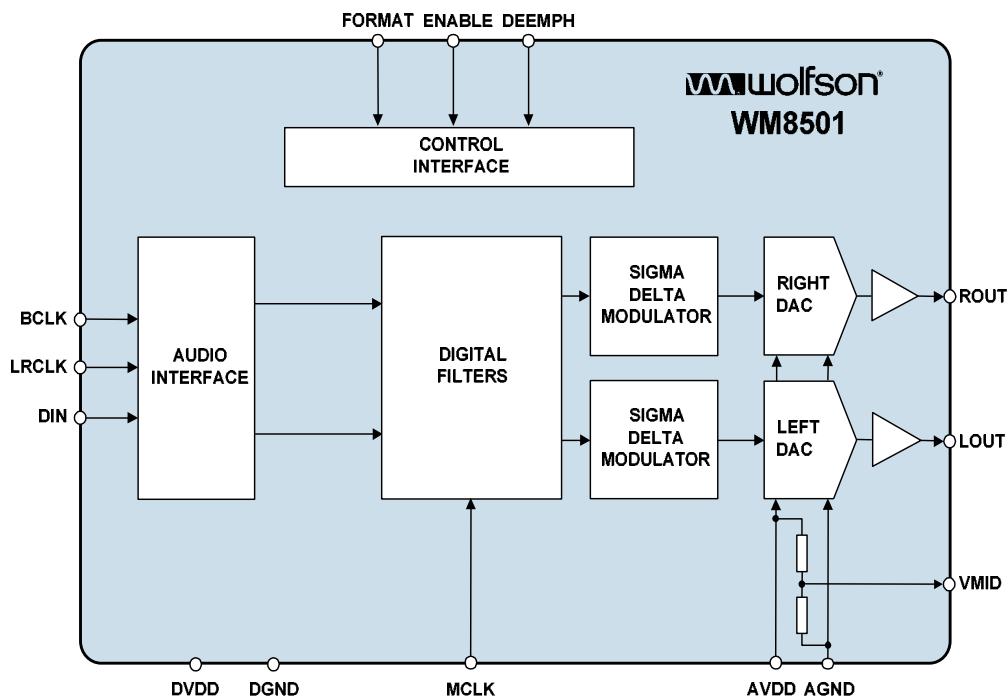 FORMAT ENABLE DEEMPH
wolfson®
WM8501
CONTROL
INTERFACE
AUDIO
INTERFACE
DIGITAL
FILTERS
SIGMA
DELTA
MODULATOR
RIGHT
DAC
SIGMA
DELTA
MODULATOR
LEFT
DAC
BCLK
LRCLK
DIN
ROUT
LOUT
VMID
DVDD
DGND
MCLK
AVDD
AGND